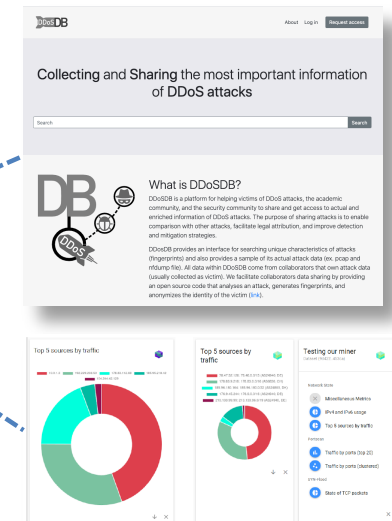 DDoS DB
About Log in Request access
Collecting and Sharing the most important information
of DDoS attacks
Search Search
DB
DDoS
What is DDoSDB?
DDoSDB is a platform for helping victims of DDoS attacks, the academic
community, and the security community to share and get access to actual and
enriched information of DDoS attacks. The purpose of sharing attacks is to enable
comparison with other attacks, facilitate legal attribution, and improve detection
and mitigation strategies.
DDosDB provides an interface for searching unique characteristics of attacks
(fingerprints) and also provides a sample of its actual attack data (ex. pcap and
nfdump file). All data within DDoSDB come from collaborators that own attack data
(usually collected as victim). We facilitate collaborators data sharing by providing
an open source code that analyses an attack, generates fingerprints, and
anonymizes the identity of the victim (link).
Top 5 sources by traffic
Top 5 sources by
traffic
Testing our miner
Miscellaneous Metrics
IPv4 and IPv6 usage
Top 5 sources by traffic
Traffic by ports (top 20)
Traffic by ports (clustered)
Stats of TCP packets